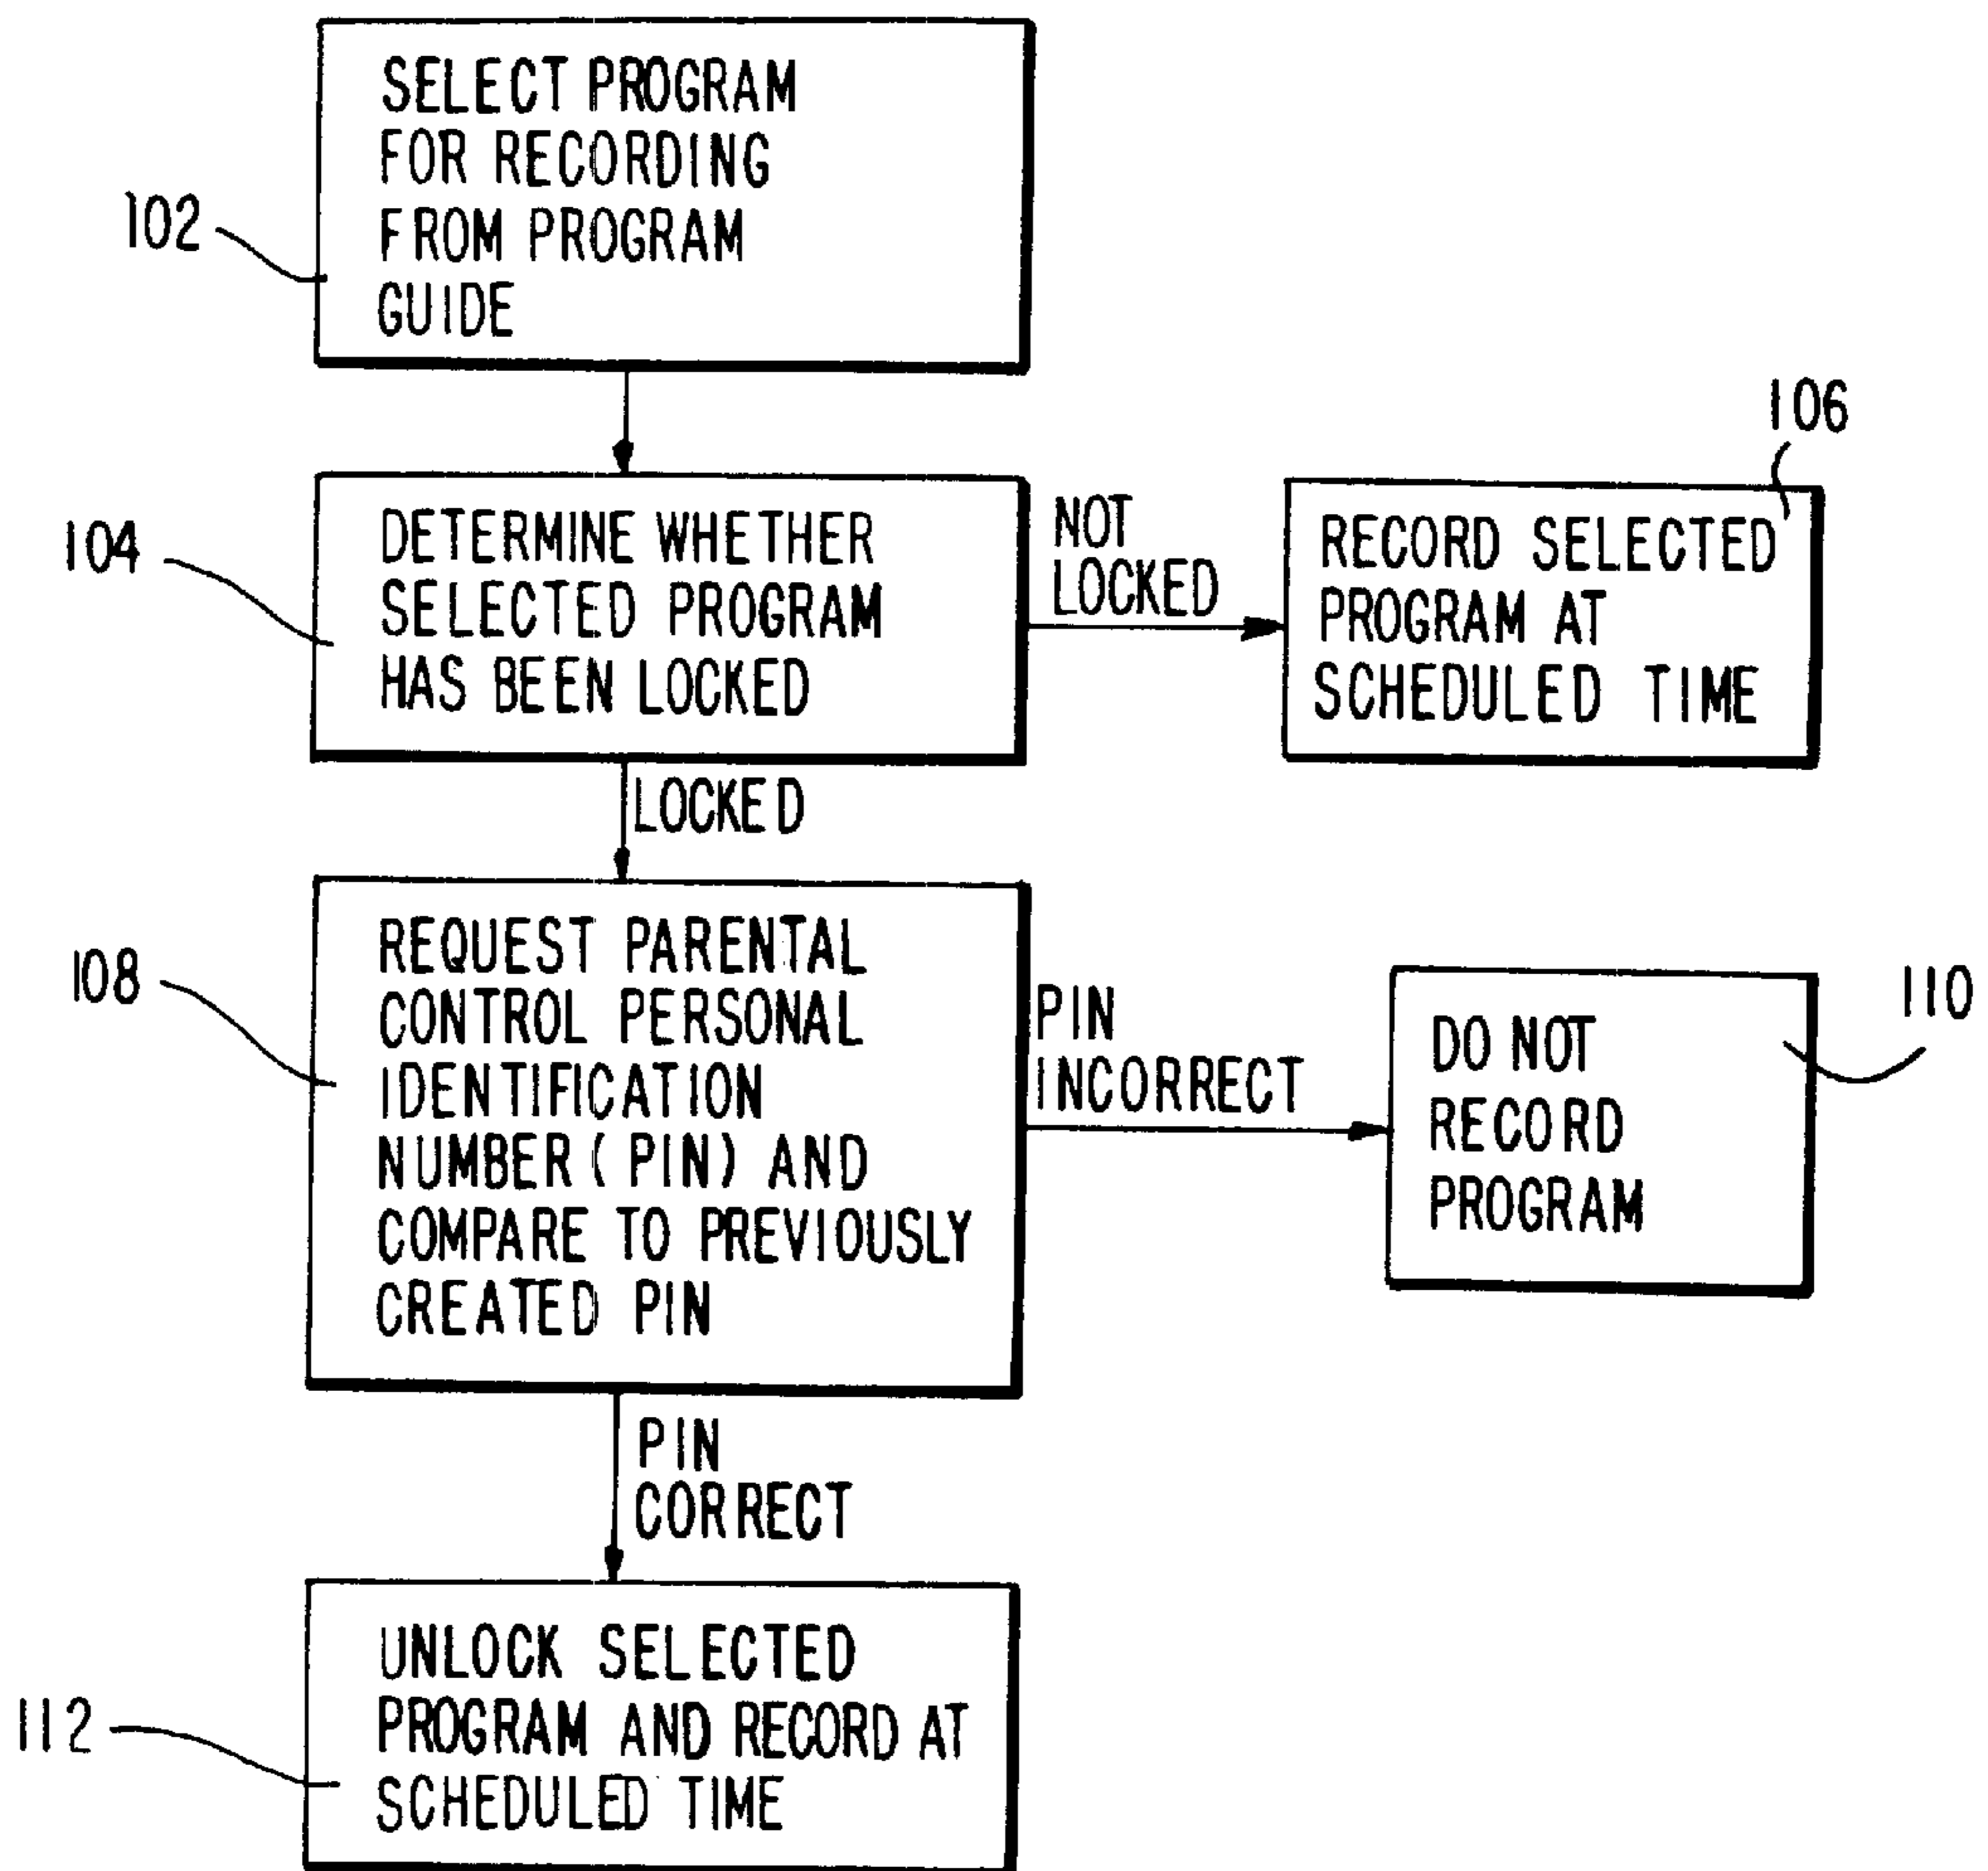 SELECT PROGRAM
FOR RECORDING
FROM PROGRAM
GUIDE
102
106
DETERMINE WHETHER
SELECTED PROGRAM
HAS BEEN LOCKED
104
NOT
LOCKED
RECORD SELECTED
PROGRAM AT
SCHEDULED TIME
LOCKED
REQUEST PARENTAL
CONTROL PERSONAL
IDENTIFICATION
NUMBER (PIN) AND
COMPARE TO PREVIOUSLY
CREATED PIN
108
PIN
INCORRECT
DO NOT
RECORD
PROGRAM
110
PIN
CORRECT
UNLOCK SELECTED
PROGRAM AND RECORD AT
SCHEDULED TIME
112